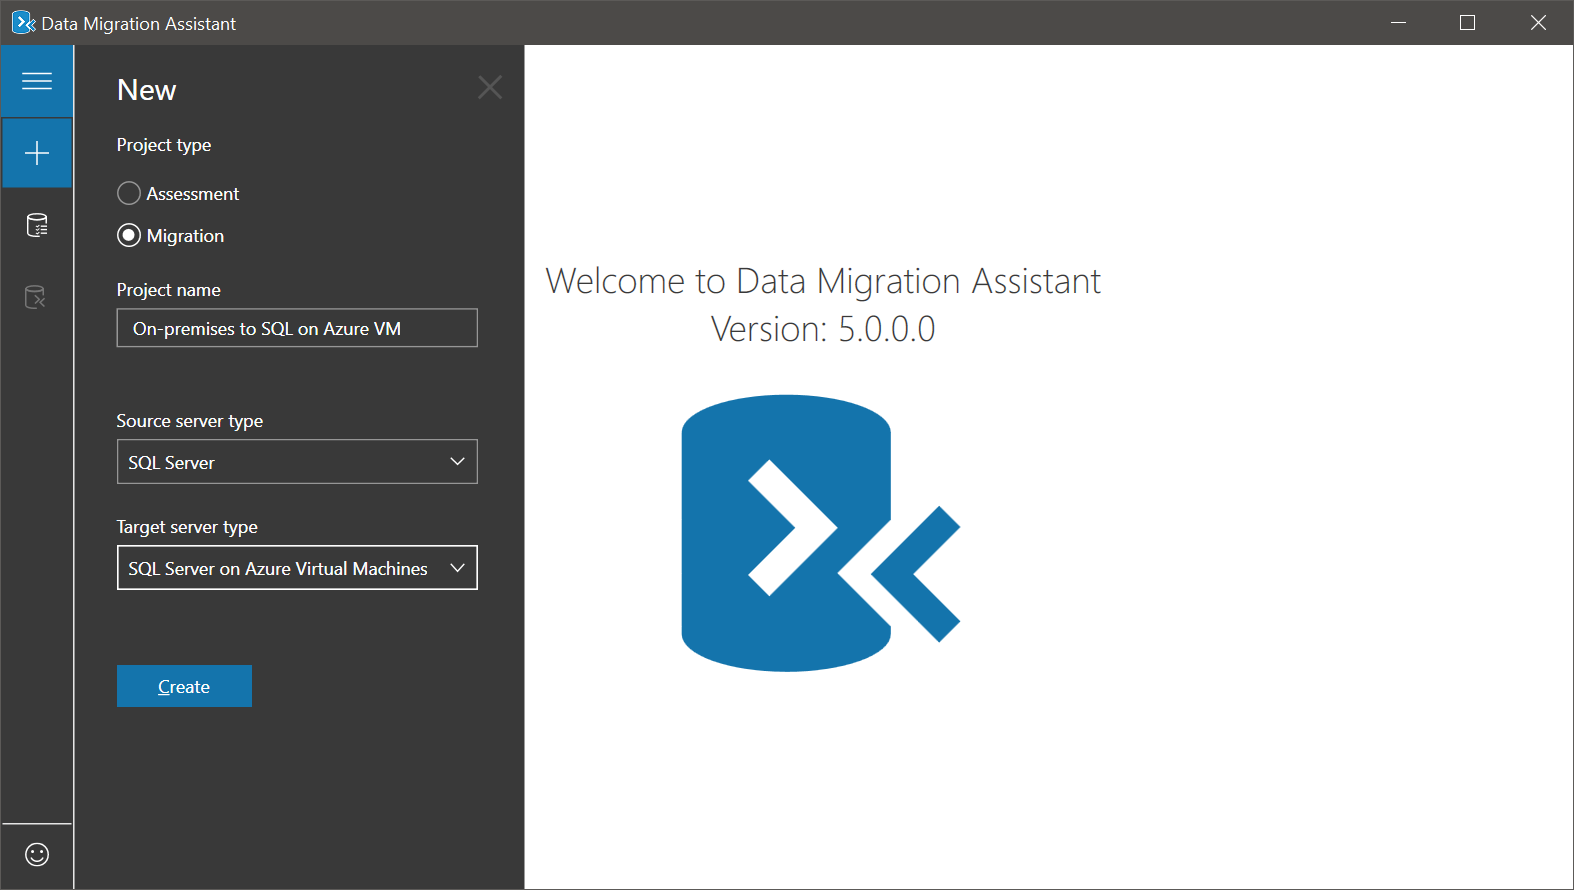 Data Migration Assistant
New
Project type
Assessment
Migration
Project name
On-premises to SQL on Azure VM
Source server type
SQL Server
Target server type
SQL Server on Azure Virtual Machines
Create
Welcome to Data Migration Assistant
Version: 5.0.0.0